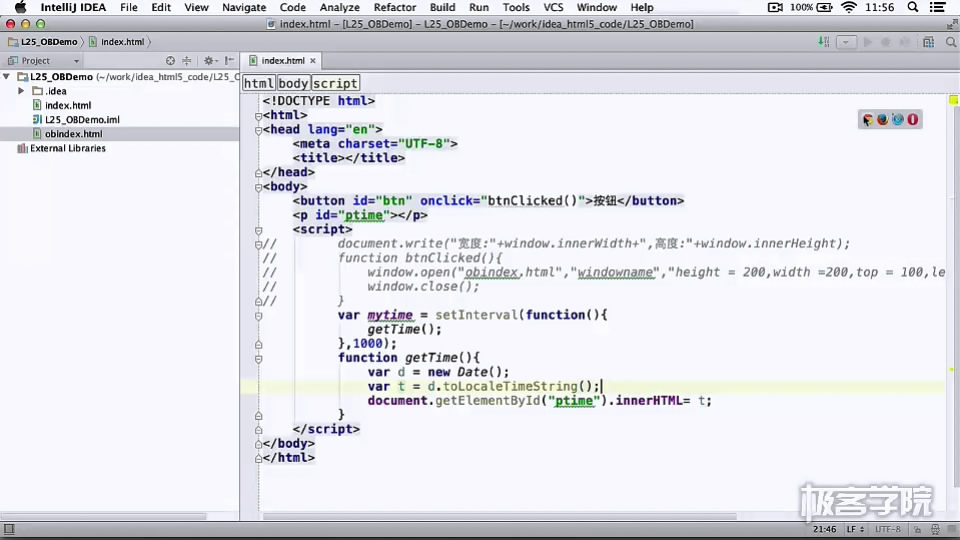 IntelliJ IDEA File Edit View Navigate Code Analyze Refactor Build Run Tools VCS Window Help 100% 11:56
index.html – [L25_OBDemo] – L25_OBDemo – [~/work/idea_html5_code/L25_OBDemo]
L25_OBDemo index.html
Project
index.html
L25_OBDemo (~/work/idea_html5_code/L25_C
.idea
index.html
L25_OBDemo.iml
obindex.html
External Libraries
html body script
<!DOCTYPE html>
<html>
<head lang="en">
<meta charset="UTF-8">
<title></title>
</head>
<body>
<button id="btn" onclick="btnClicked()">按钮</button>
<p id="ptime"></p>
<script>
// document.write("宽度:"+window.innerWidth+",高度:"+window.innerHeight);
// function btnClicked(){
// window.open("obindex,html","windowname","height = 200,width =200,top = 100,le
// window.close();
// }
var mytime = setInterval(function(){
getTime();
},1000);
function getTime(){
var d = new Date();
var t = d.toLocaleTimeString();
document.getElementById("ptime").innerHTML= t;
}
</script>
</body>
</html>
极客学院
21:46 LF UTF-8